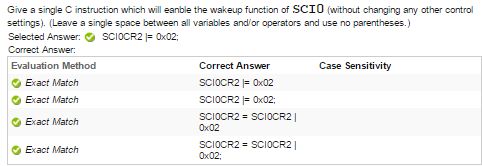 Give a single C instruction which will eanble the wakeup function of SCI0 (without changing any other control
settings). (Leave a single space between all variables and/or operators and use no parentheses.)
Selected Answer: SCI0CR2 |= 0x02;
Correct Answer:
Evaluation Method Correct Answer Case Sensitivity
Exact Match SCI0CR2 |= 0x02
Exact Match SCI0CR2 |= 0x02;
Exact Match SCI0CR2 = SCI0CR2 |
0x02
Exact Match SCI0CR2 = SCI0CR2 |
0x02;